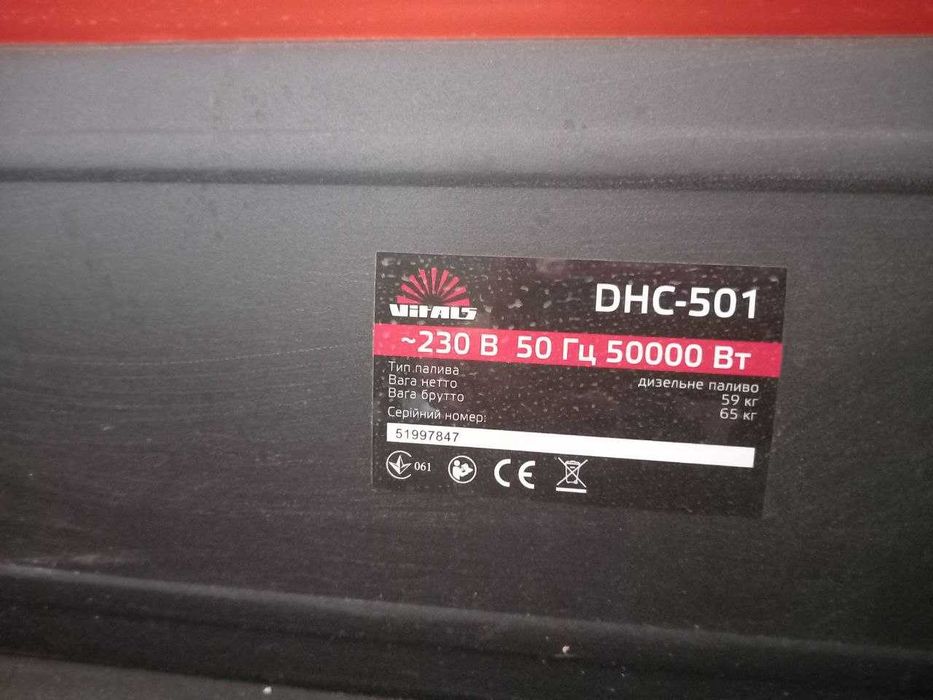 Vitals
DHC-501
~230 В 50 Гц 50000 Вт
Тип палива дизельне паливо
Вага нетто 59 кг
Вага брутто 65 кг
Серійний номер:
51997847
061
CE